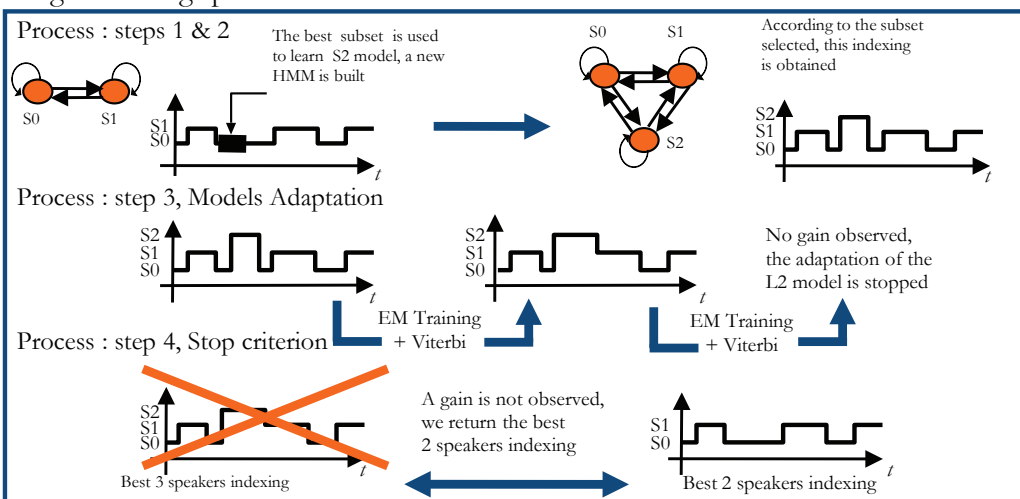 Process : steps 1 & 2
The best subset is used
to learn S2 model, a new
HMM is built
S0
S1
S1
S0
t
S0
S1
S2
According to the subset
selected, this indexing
is obtained
S2
S1
S0
t
Process : step 3, Models Adaptation
S2
S1
S0
t
S2
S1
S0
t
No gain observed,
the adaptation of the
L2 model is stopped
EM Training
+ Viterbi
EM Training
+ Viterbi
Process : step 4, Stop criterion
S2
S1
S0
t
Best 3 speakers indexing
A gain is not observed,
we return the best
2 speakers indexing
S1
S0
t
Best 2 speakers indexing